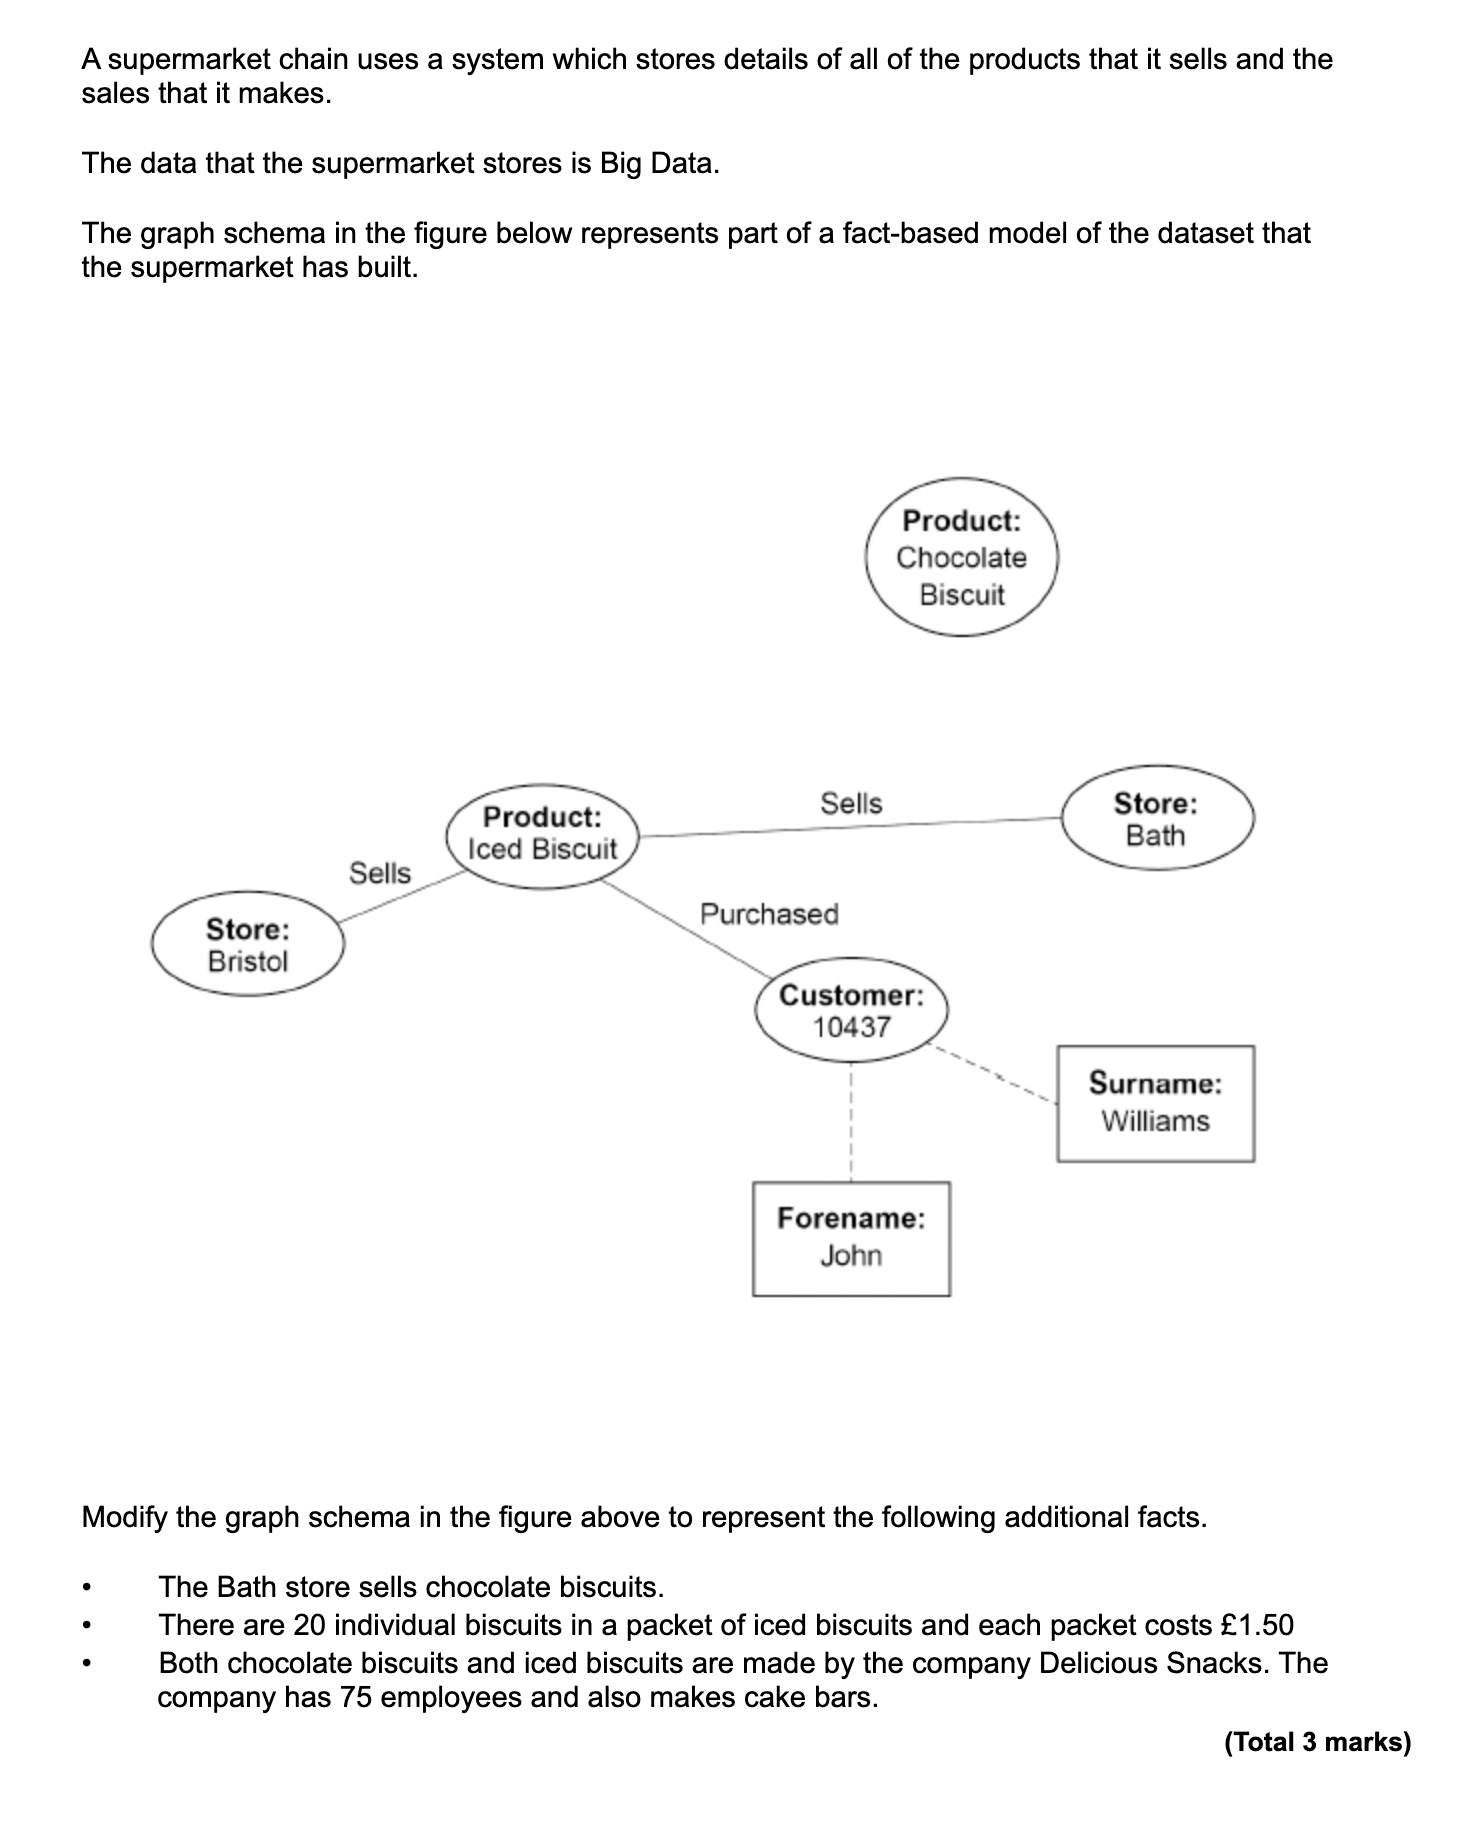 A supermarket chain uses a system which stores details of all of the products that it sells and the
sales that it makes.
The data that the supermarket stores is Big Data.
The graph schema in the figure below represents part of a fact-based model of the dataset that
the supermarket has built.
Product:
Chocolate
Biscuit
Product:
Iced Biscuit
Sells
Store:
Bath
Sells
Store:
Bristol
Purchased
Customer:
10437
Surname:
Williams
Forename:
John
Modify the graph schema in the figure above to represent the following additional facts.
• The Bath store sells chocolate biscuits.
• There are 20 individual biscuits in a packet of iced biscuits and each packet costs £1.50
• Both chocolate biscuits and iced biscuits are made by the company Delicious Snacks. The
company has 75 employees and also makes cake bars.
(Total 3 marks)